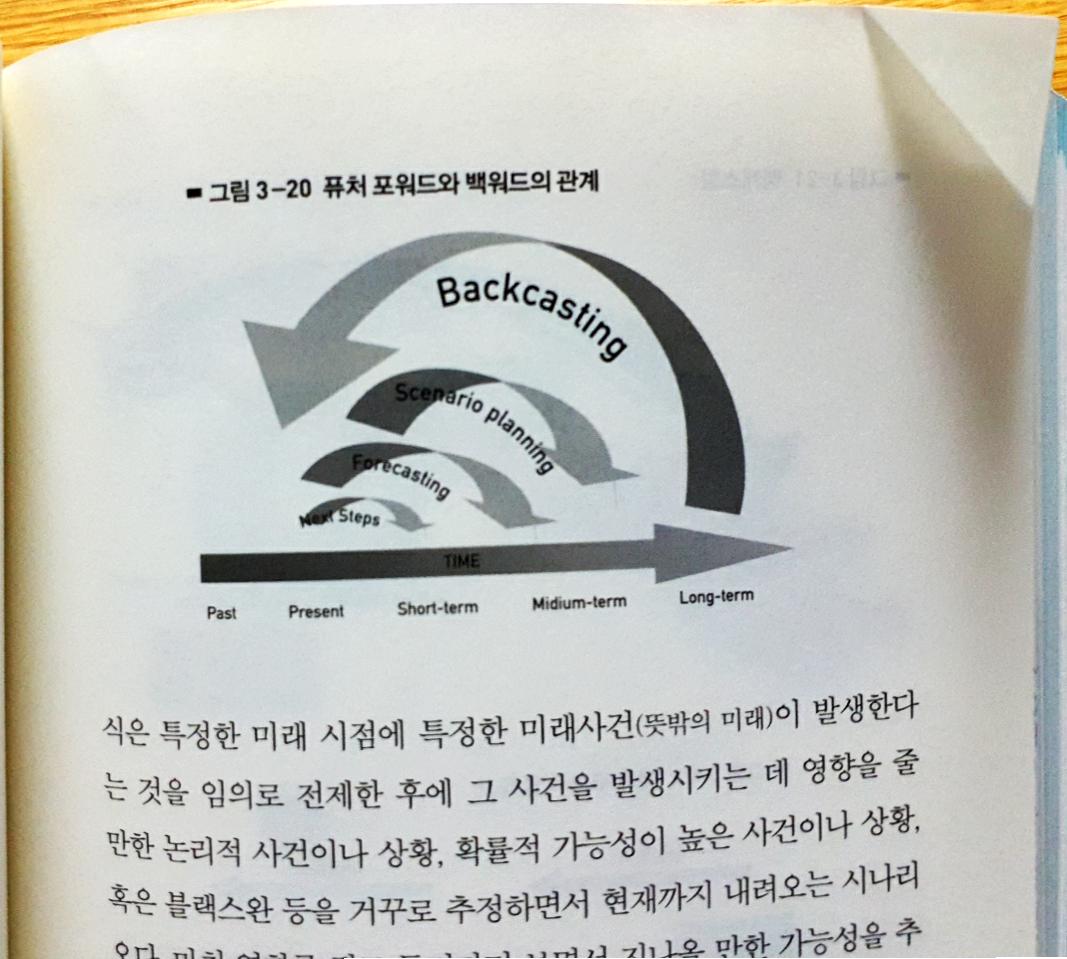 ━ 그림 3-20 퓨처 포워드와 백워드의 관계
Backcasting
Scenario planning
Forecasting
Next Steps
TIME
Past Present Short-term Midium-term Long-term
식은 특정한 미래 시점에 특정한 미래사건(뜻밖의 미래)이 발생한다
는 것을 임의로 전제한 후에 그 사건을 발생시키는 데 영향을 줄
만한 논리적 사건이나 상황, 확률적 가능성이 높은 사건이나 상황,
혹은 블랙스완 등을 거꾸로 추정하면서 현재까지 내려오는 시나리
만한 가능성을 추